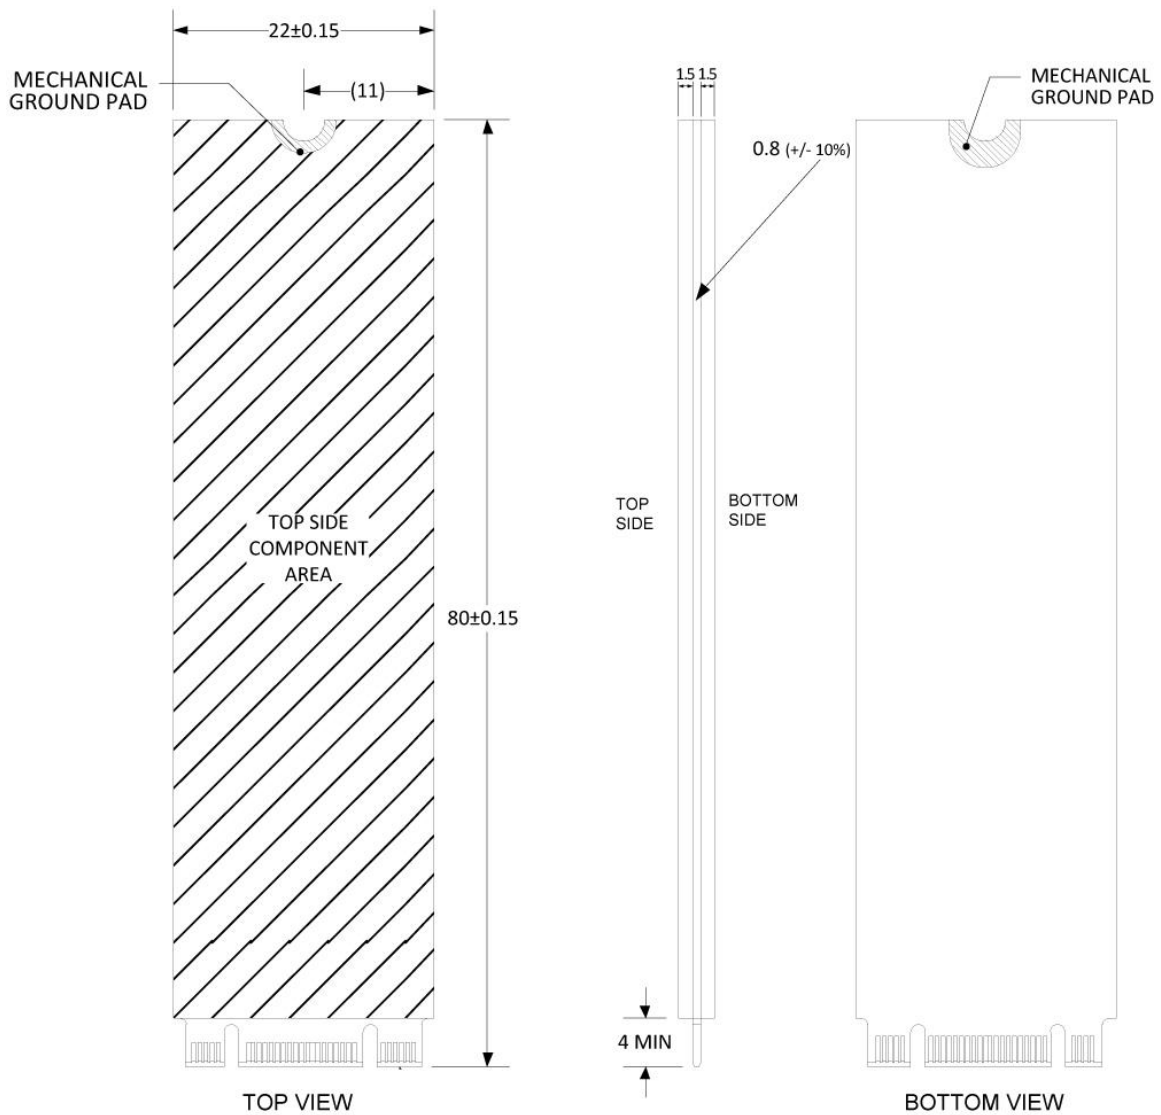 22±0.15
(11)
MECHANICAL
GROUND PAD
1.5
1.5
MECHANICAL
GROUND PAD
0.8 (+/- 10%)
TOP SIDE
COMPONENT
AREA
TOP
SIDE
BOTTOM
SIDE
80±0.15
4 MIN
TOP VIEW
BOTTOM VIEW